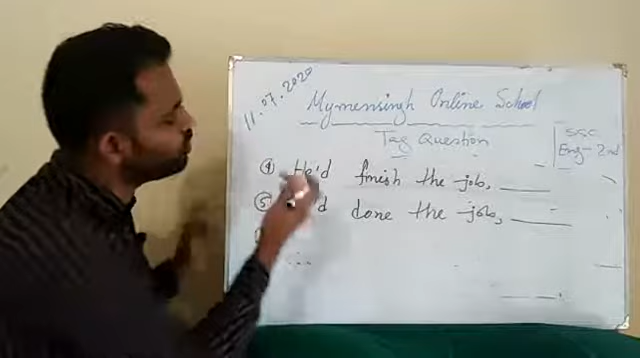 11.07.2020
Mymensingh Online School
Tag Question
SSC
Eng- 2nd
④ He'd finish the job, ____
⑤ done the job, ____